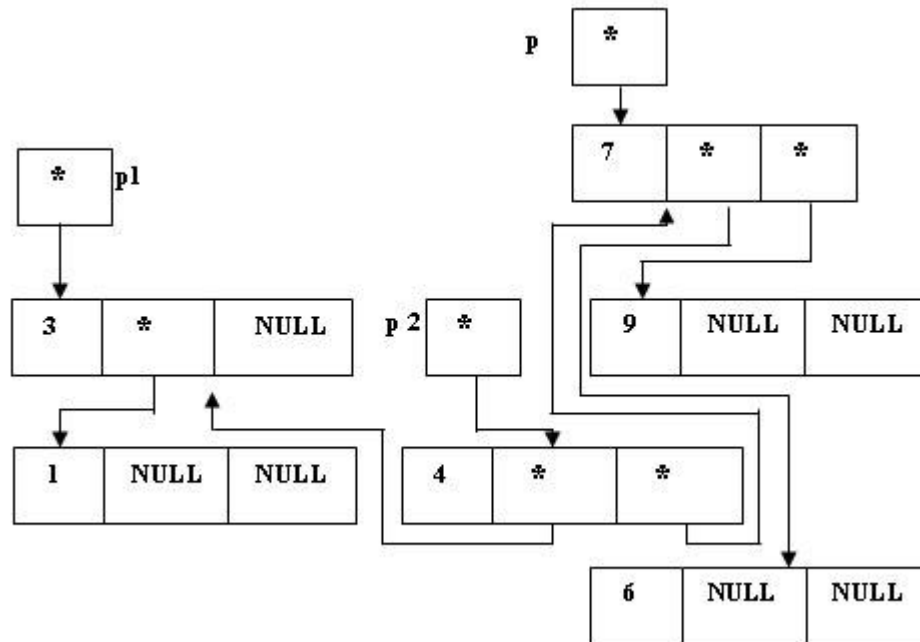 p *
7 * *
* p1
3 * NULL
p 2 *
9 NULL NULL
1 NULL NULL
4 * *
6 NULL NULL